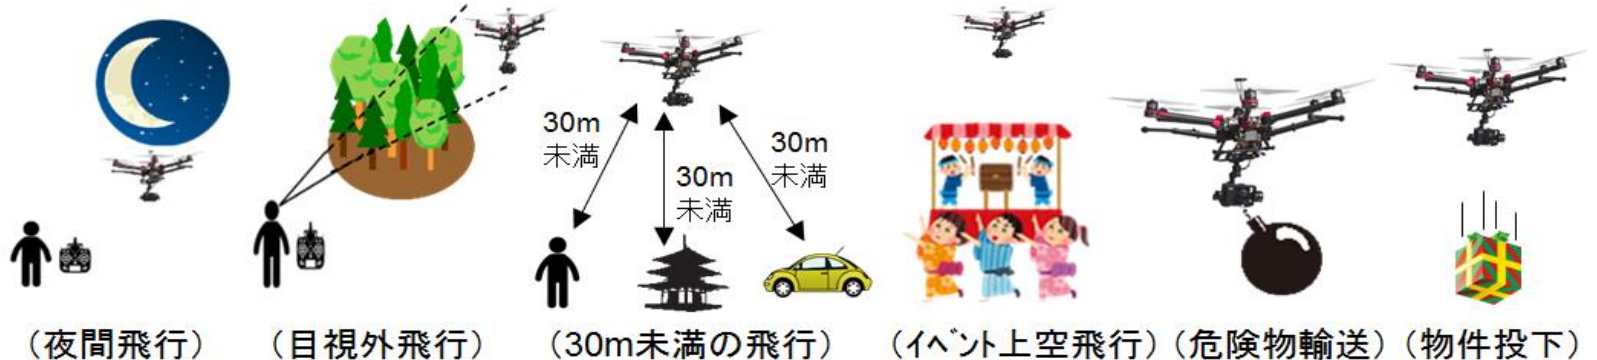 30m
未満
30m
未満
30m
未満
(夜間飛行)
(目視外飛行)
(30m未満の飛行)
(イベント上空飛行)
(危険物輸送)
(物件投下)